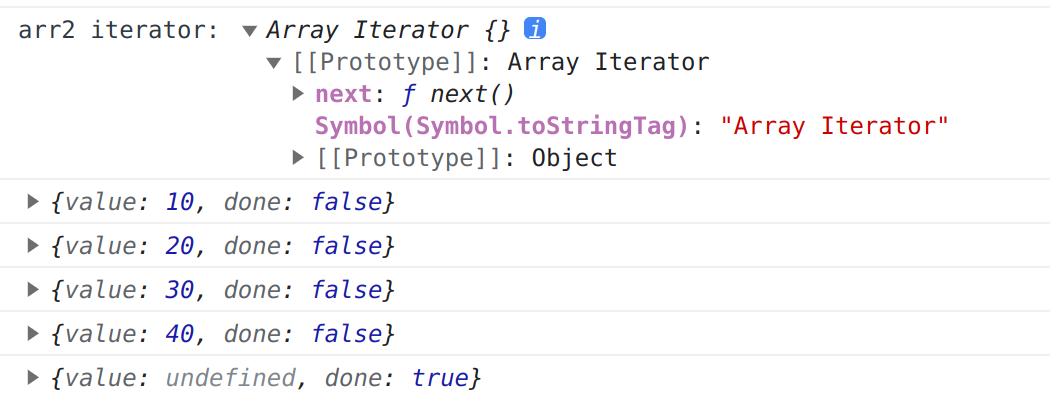 arr2 iterator: ▼ Array Iterator {} i
▼ [[Prototype]]: Array Iterator
▶ next: ƒ next()
Symbol(Symbol.toStringTag): "Array Iterator"
▶ [[Prototype]]: Object
▶ {value: 10, done: false}
▶ {value: 20, done: false}
▶ {value: 30, done: false}
▶ {value: 40, done: false}
▶ {value: undefined, done: true}